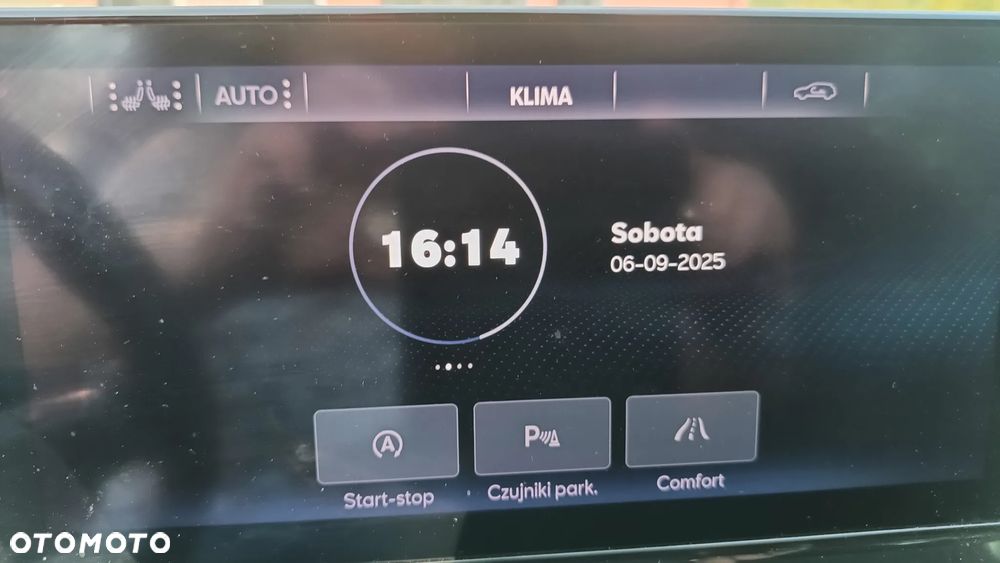 AUTO
KLIMA
16:14
Sobota
06-09-2025
A
P
Start-stop
Czujniki park.
Comfort
OTOMOTO